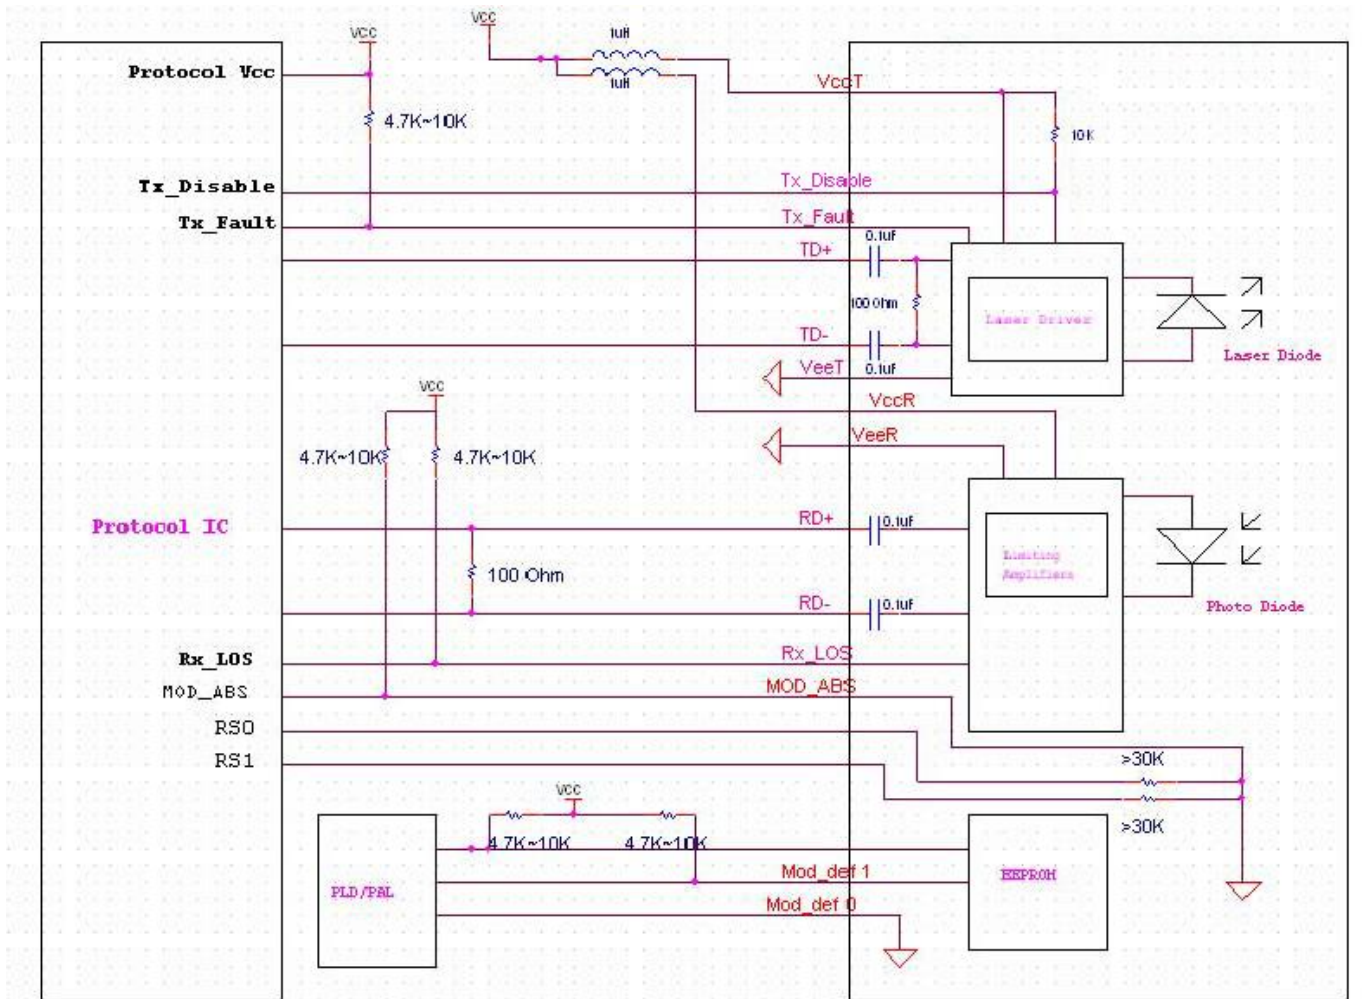 VCC
1uH
VCC
Protocol Vcc
1uH
VccT
4.7K~10K
10K
Tx_Disable
Tx_Disable
Tx_Fault
Tx_Fault
0.1uf
TD+
100 Ohm
Laser Driver
TD-
Laser Diode
VeeT
0.1uf
VCC
VccR
VeeR
4.7K~10K
4.7K~10K
Protocol IC
RD+
0.1uf
Limiting
Amplifiers
100 Ohm
RD-
0.1uf
Photo Diode
Rx_LOS
Rx_LOS
MOD_ABS
MOD_ABS
RS0
RS1
>30K
VCC
4.7K~10K
4.7K~10K
>30K
PLD/PAL
Mod_def 1
EEPROM
Mod_def 0